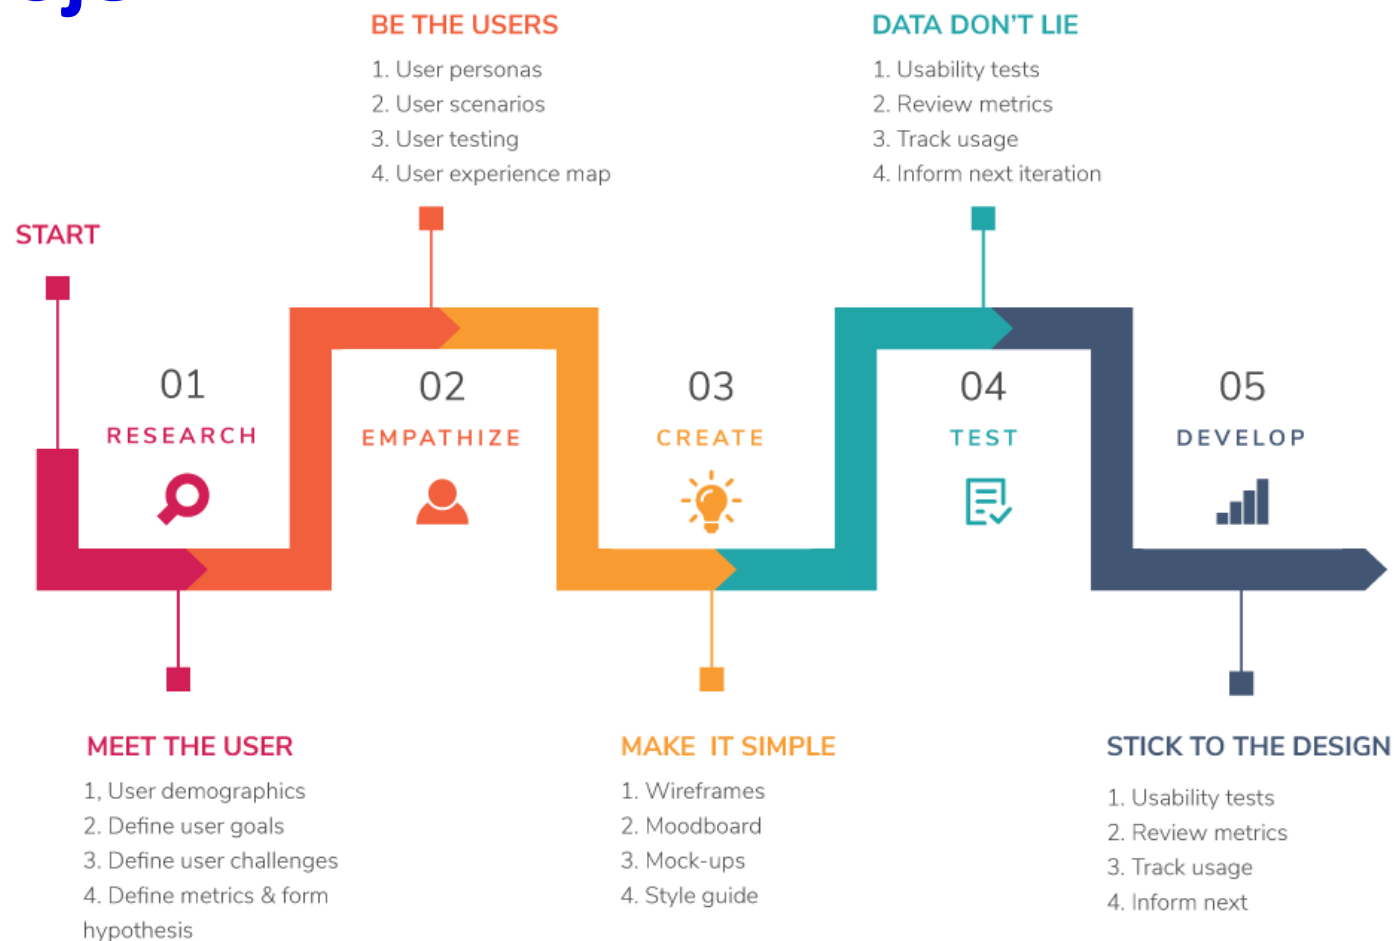 BE THE USERS
1. User personas
2. User scenarios
3. User testing
4. User experience map
DATA DON'T LIE
1. Usability tests
2. Review metrics
3. Track usage
4. Inform next iteration
START
01
RESEARCH
02
EMPATHIZE
03
CREATE
04
TEST
05
DEVELOP
MEET THE USER
1, User demographics
2. Define user goals
3. Define user challenges
4. Define metrics & form
hypothesis
MAKE IT SIMPLE
1. Wireframes
2. Moodboard
3. Mock-ups
4. Style guide
STICK TO THE DESIGN
1. Usability tests
2. Review metrics
3. Track usage
4. Inform next